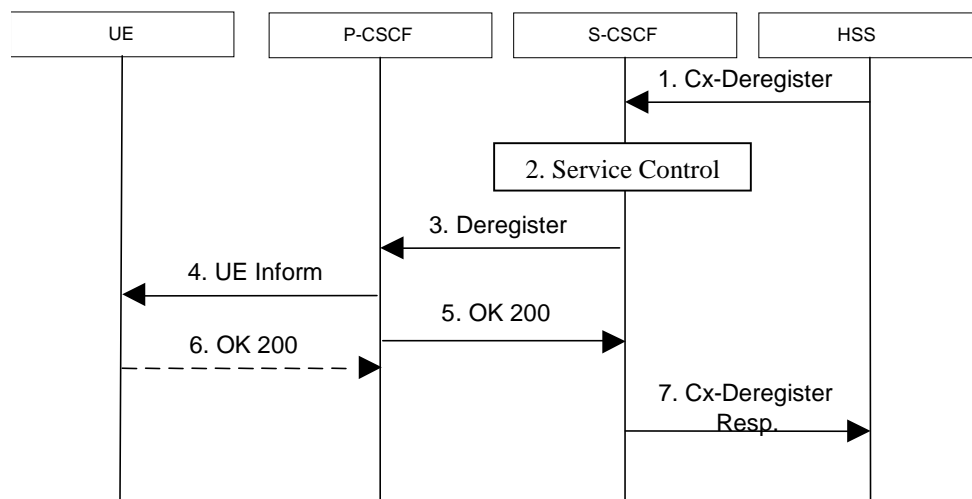 UE
P-CSCF
S-CSCF
HSS
1. Cx-Deregister
2. Service Control
3. Deregister
4. UE Inform
5. OK 200
6. OK 200
7. Cx-Deregister
Resp.